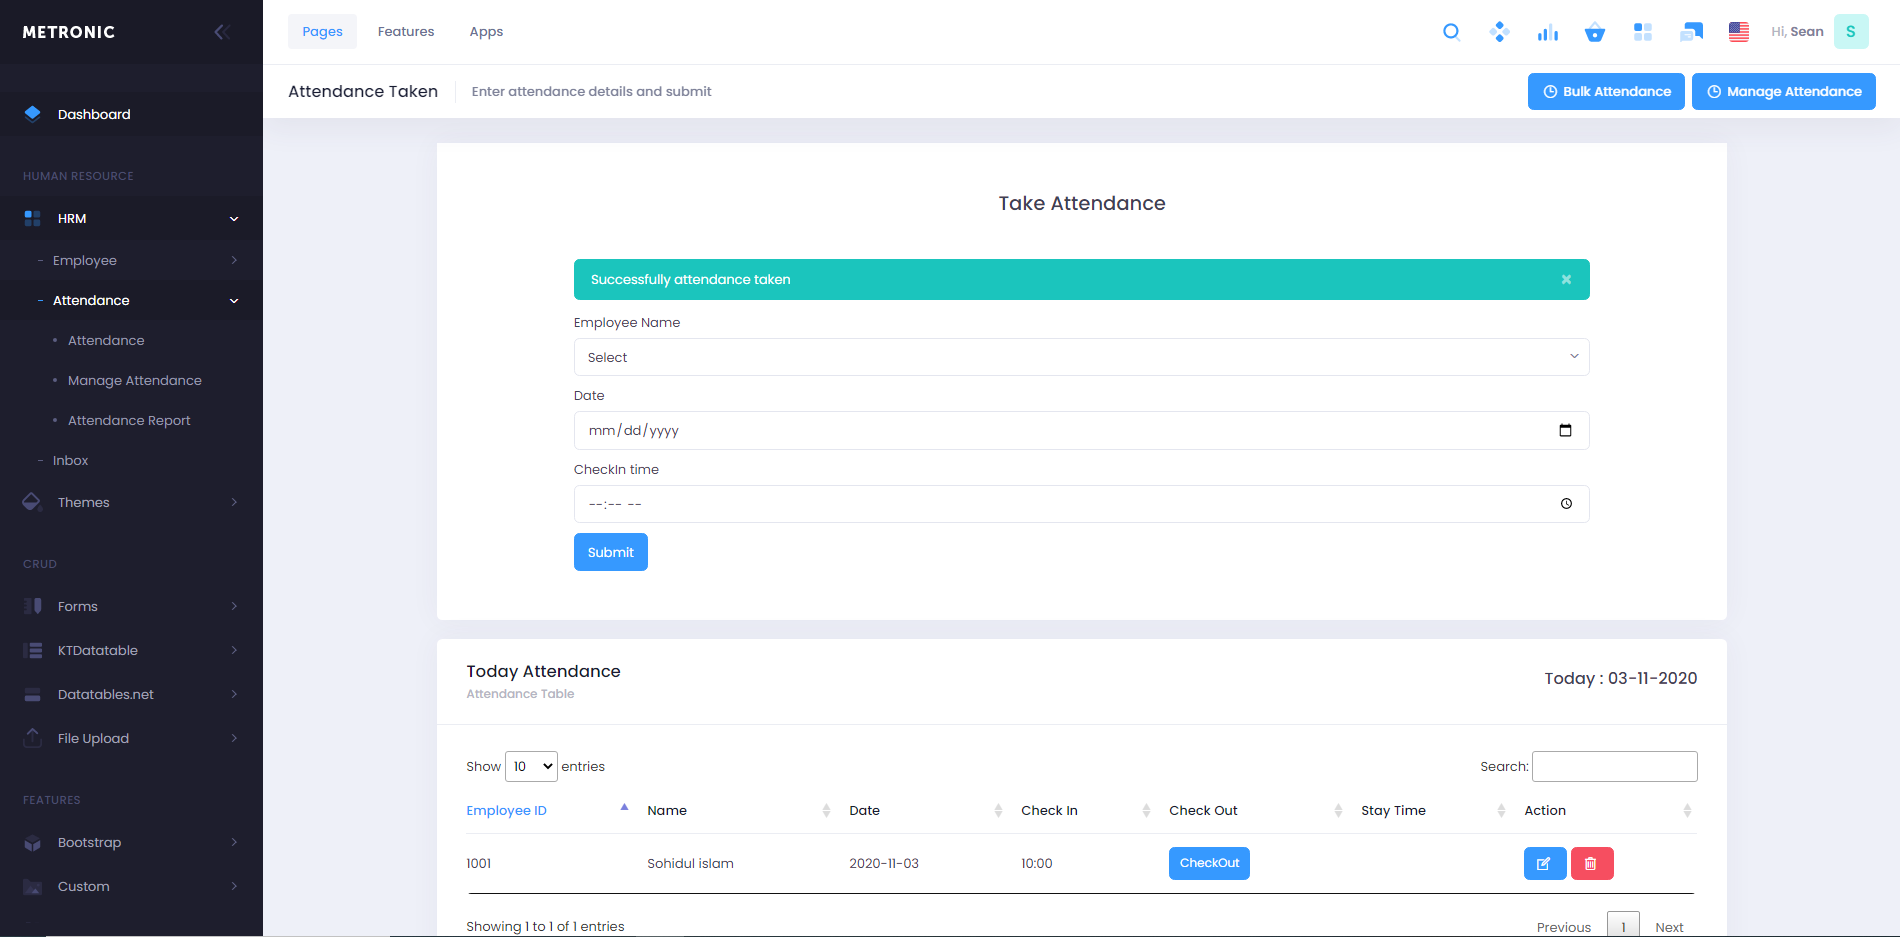 METRONIC
Pages Features Apps
Hi, Sean S
Attendance Taken Enter attendance details and submit
Bulk Attendance Manage Attendance
Dashboard
HUMAN RESOURCE
HRM
- Employee
- Attendance
• Attendance
• Manage Attendance
• Attendance Report
- Inbox
Themes
CRUD
Forms
KTDatatable
Datatables.net
File Upload
FEATURES
Bootstrap
Custom
Take Attendance
Successfully attendance taken ×
Employee Name
Select
Date
mm/dd/yyyy
CheckIn time
--:-- --
Submit
Today Attendance
Attendance Table
Today : 03-11-2020
Show 10 entries
Search:
Employee ID Name Date Check In Check Out Stay Time Action
1001 Sohidul islam 2020-11-03 10:00 CheckOut
Showing 1 to 1 of 1 entries
Previous 1 Next